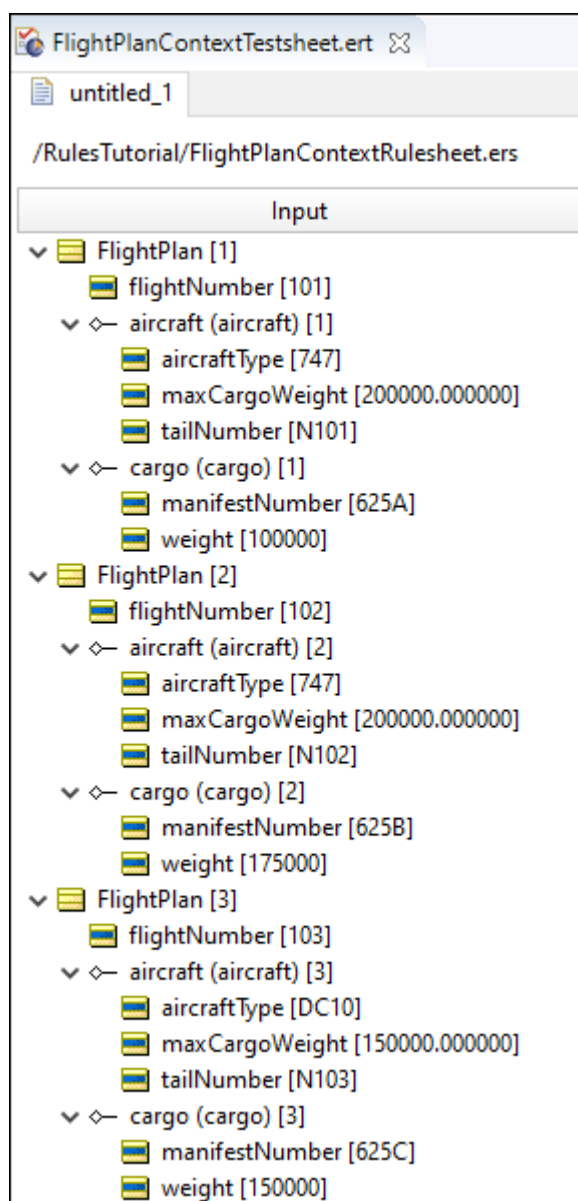 FlightPlanContextTestsheet.ert
untitled_1
/RulesTutorial/FlightPlanContextRulesheet.ers
Input
FlightPlan [1]
flightNumber [101]
aircraft (aircraft) [1]
aircraftType [747]
maxCargoWeight [200000.000000]
tailNumber [N101]
cargo (cargo) [1]
manifestNumber [625A]
weight [100000]
FlightPlan [2]
flightNumber [102]
aircraft (aircraft) [2]
aircraftType [747]
maxCargoWeight [200000.000000]
tailNumber [N102]
cargo (cargo) [2]
manifestNumber [625B]
weight [175000]
FlightPlan [3]
flightNumber [103]
aircraft (aircraft) [3]
aircraftType [DC10]
maxCargoWeight [150000.000000]
tailNumber [N103]
cargo (cargo) [3]
manifestNumber [625C]
weight [150000]